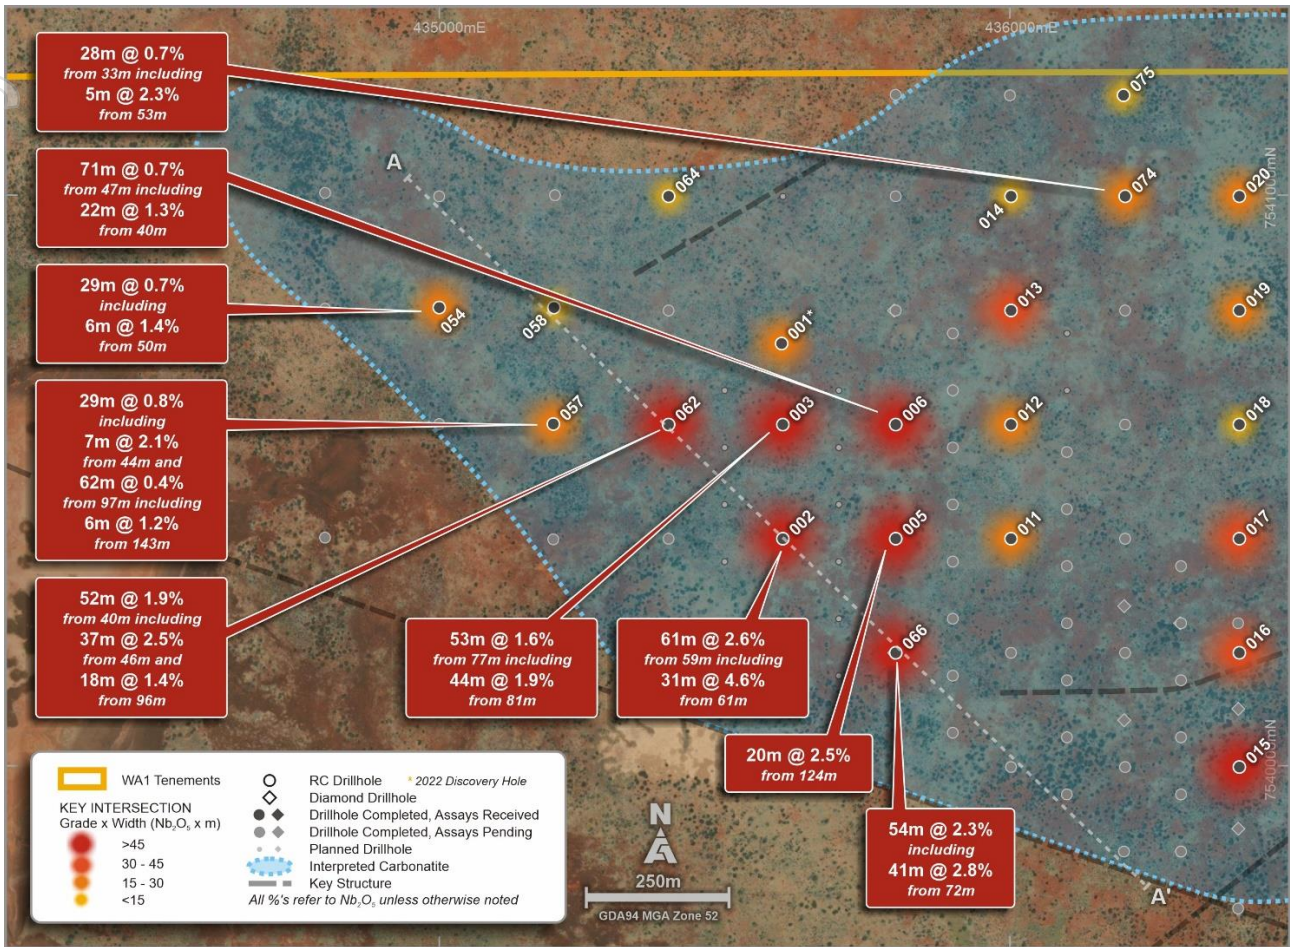 435000mE
436000mE
28m @ 0.7%
from 33m including
5m @ 2.3%
from 53m
71m @ 0.7%
from 47m including
22m @ 1.3%
from 40m
29m @ 0.7%
including
6m @ 1.4%
from 50m
29m @ 0.8%
including
7m @ 2.1%
from 44m and
62m @ 0.4%
from 97m including
6m @ 1.2%
from 143m
52m @ 1.9%
from 40m including
37m @ 2.5%
from 46m and
18m @ 1.4%
from 96m
53m @ 1.6%
from 77m including
44m @ 1.9%
from 81m
61m @ 2.6%
from 59m including
31m @ 4.6%
from 61m
20m @ 2.5%
from 124m
54m @ 2.3%
including
41m @ 2.8%
from 72m
A
075
064
014
074
020
7541000mN
054
058
001*
013
019
057
062
003
006
012
018
002
005
011
017
066
016
015
7540000mN
A'
WA1 Tenements
KEY INTERSECTION
Grade x Width (Nb₂O₅ x m)
>45
30 - 45
15 - 30
<15
RC Drillhole * 2022 Discovery Hole
Diamond Drillhole
Drillhole Completed, Assays Received
Drillhole Completed, Assays Pending
Planned Drillhole
Interpreted Carbonatite
Key Structure
All %'s refer to Nb₂O₅ unless otherwise noted
N
250m
GDA94 MGA Zone 52